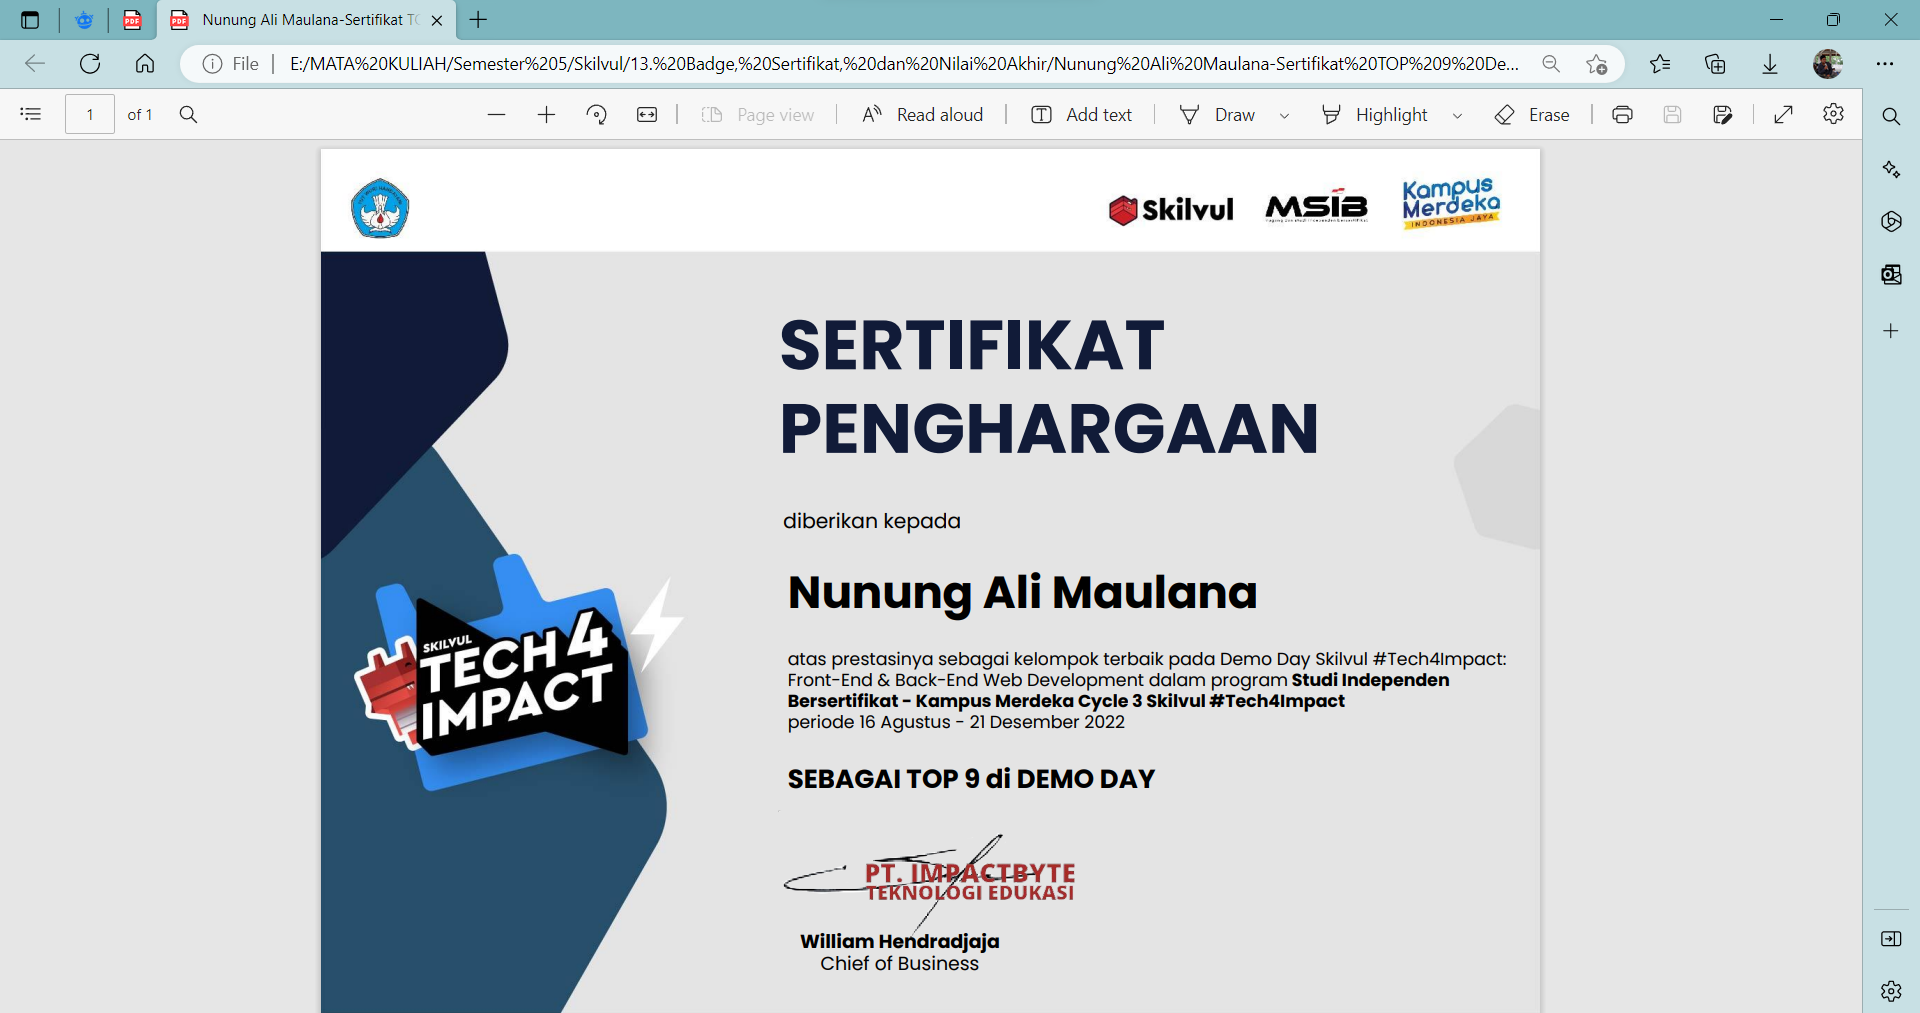 Nunung Ali Maulana-Sertifikat TO
File
E:/MATA%20KULIAH/Semester%205/Skilvul/13.%20Badge,%20Sertifikat,%20dan%20Nilai%20Akhir/Nunung%20Ali%20Maulana-Sertifikat%20TOP%209%20De...
1 of 1
Page view
Read aloud
Add text
Draw
Highlight
Erase
Skilvul
MSIB
Kampus
Merdeka
INDONESIA JAYA
SERTIFIKAT
PENGHARGAAN
diberikan kepada
Nunung Ali Maulana
atas prestasinya sebagai kelompok terbaik pada Demo Day Skilvul #Tech4Impact:
Front-End & Back-End Web Development dalam program Studi Independen
Bersertifikat - Kampus Merdeka Cycle 3 Skilvul #Tech4Impact
periode 16 Agustus - 21 Desember 2022
SEBAGAI TOP 9 di DEMO DAY
SKILVUL
TECH 4
IMPACT
PT. IMPACTBYTE
TEKNOLOGI EDUKASI
William Hendradjaja
Chief of Business